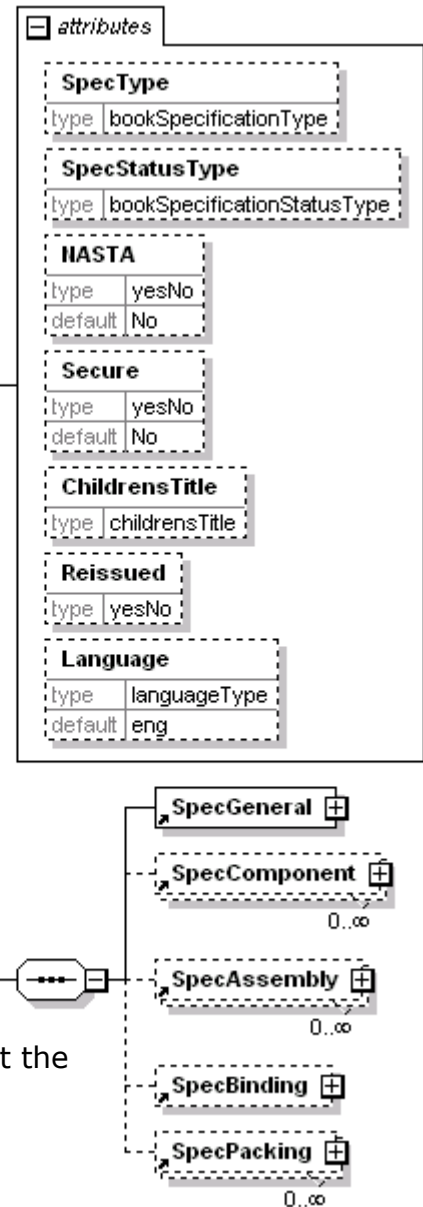 attributes
SpecType
type bookSpecificationType
SpecStatusType
type bookSpecificationStatusType
NASTA
type yesNo
default No
Secure
type yesNo
default No
ChildrensTitle
type childrensTitle
Reissued
type yesNo
Language
type languageType
default eng
SpecGeneral
SpecComponent
0..∞
SpecAssembly
0..∞
t the
SpecBinding
SpecPacking
0..∞